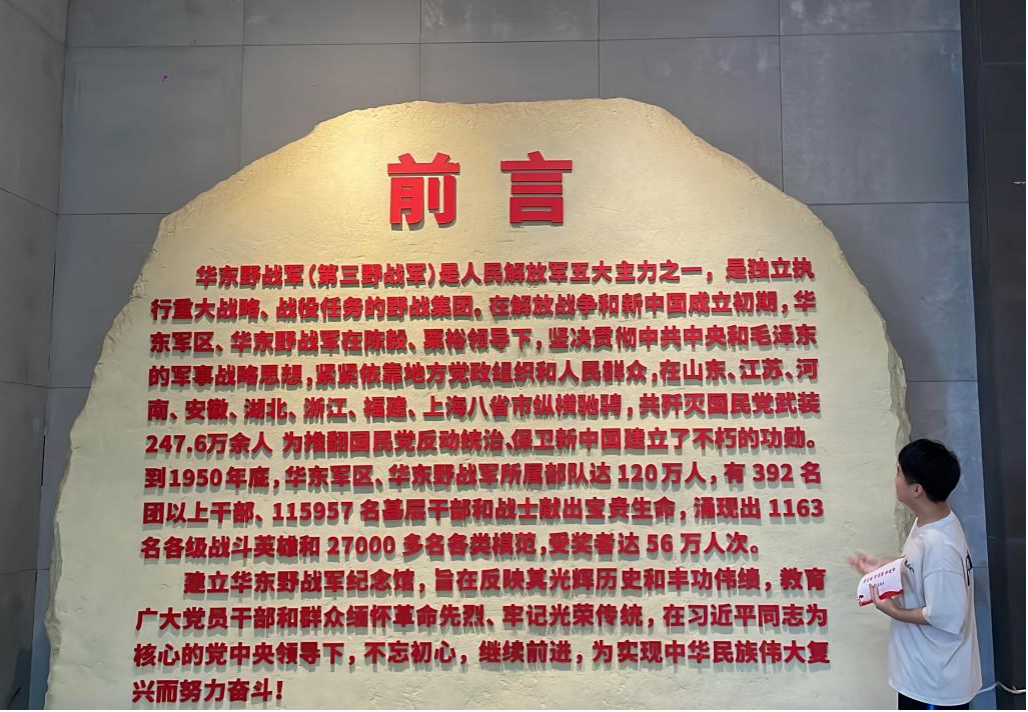 前言
华东野战军（第三野战军）是人民解放军五大主力之一，是独立执
行重大战略、战役任务的野战集团。在解放战争和新中国成立初期，华
东军区、华东野战军在陈毅、粟裕领导下，坚决贯彻中共中央和毛泽东
的军事战略思想，紧紧依靠地方党政组织和人民群众，在山东、江苏、河
南、安徽、湖北、浙江、福建、上海八省市纵横驰骋，共歼灭国民党武装
247.6万余人 为推翻国民党反动统治、保卫新中国建立了不朽的功勋。
到1950年底，华东军区、华东野战军所属部队达120万人，有392名
团以上干部、115957名基层干部和战士献出宝贵生命，涌现出1163
名各级战斗英雄和27000多名各类模范，受奖者达56万人次。
建立华东野战军纪念馆，旨在反映其光辉历史和丰功伟绩，教育
广大党员干部和群众缅怀革命先烈、牢记光荣传统，在习近平同志为
核心的党中央领导下，不忘初心，继续前进，为实现中华民族伟大复
兴而努力奋斗！